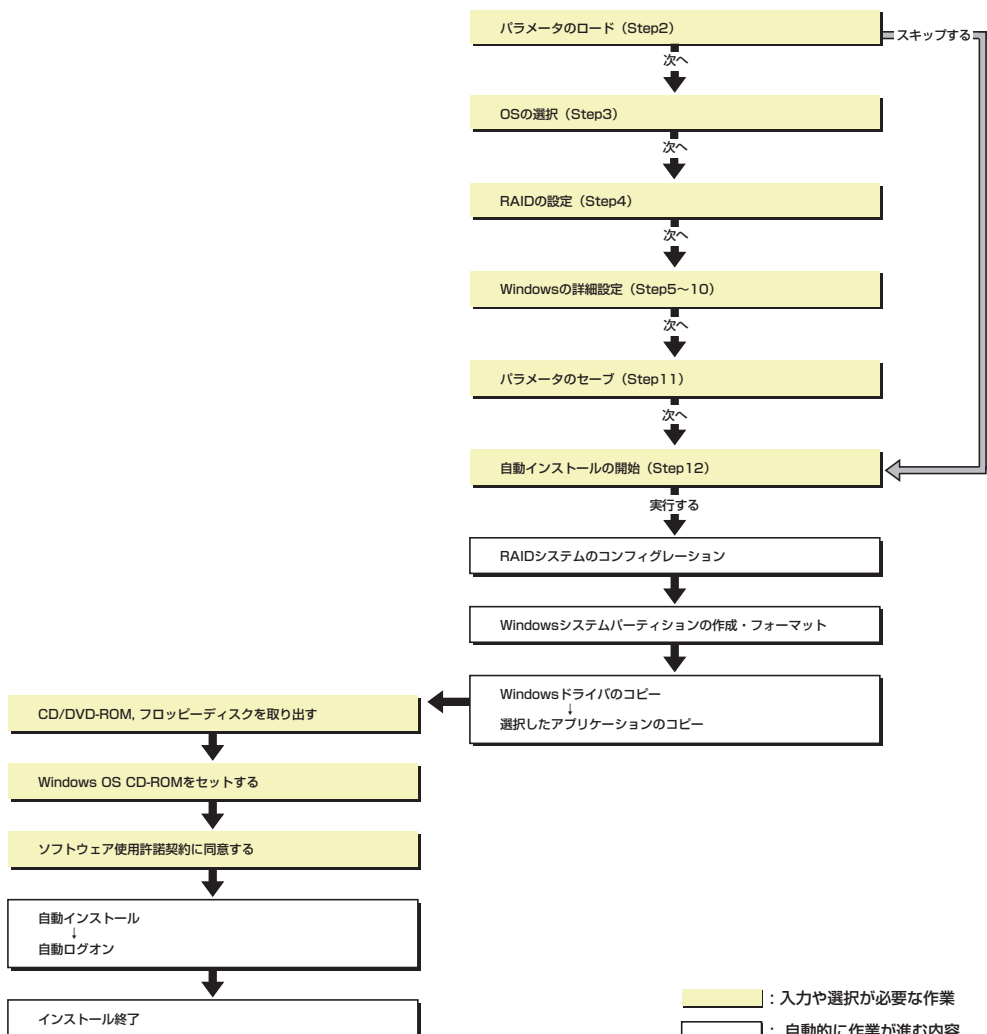 パラメータのロード（Step2）
スキップする
次へ
OSの選択（Step3）
次へ
RAIDの設定（Step4）
次へ
Windowsの詳細設定（Step5～10）
次へ
パラメータのセーブ（Step11）
次へ
自動インストールの開始（Step12）
実行する
RAIDシステムのコンフィグレーション
Windowsシステムパーティションの作成・フォーマット
Windowsドライバのコピー
↓
選択したアプリケーションのコピー
CD/DVD-ROM, フロッピーディスクを取り出す
Windows OS CD-ROMをセットする
ソフトウェア使用許諾契約に同意する
自動インストール
↓
自動ログオン
インストール終了
：入力や選択が必要な作業
：自動的に作業が進む内容